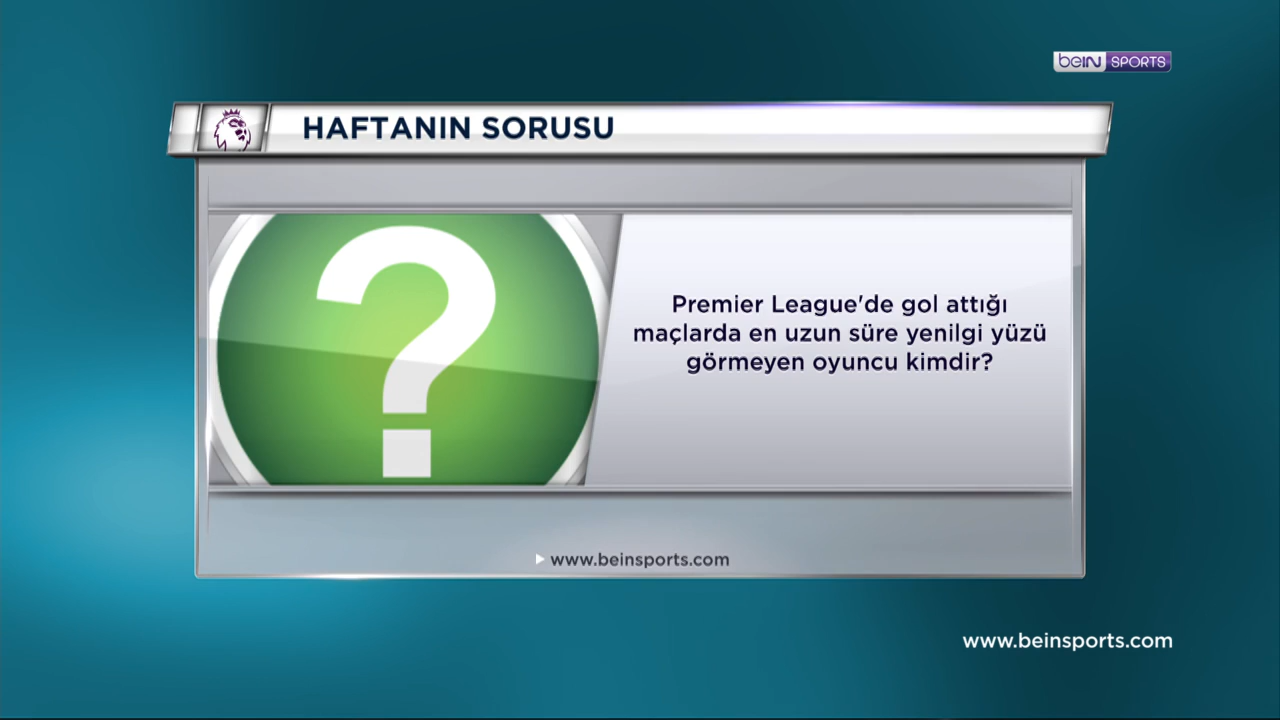 beIN SPORTS
HAFTANIN SORUSU
Premier League'de gol attığı
maçlarda en uzun süre yenilgi yüzü
görmeyen oyuncu kimdir?
www.beinsports.com
www.beinsports.com